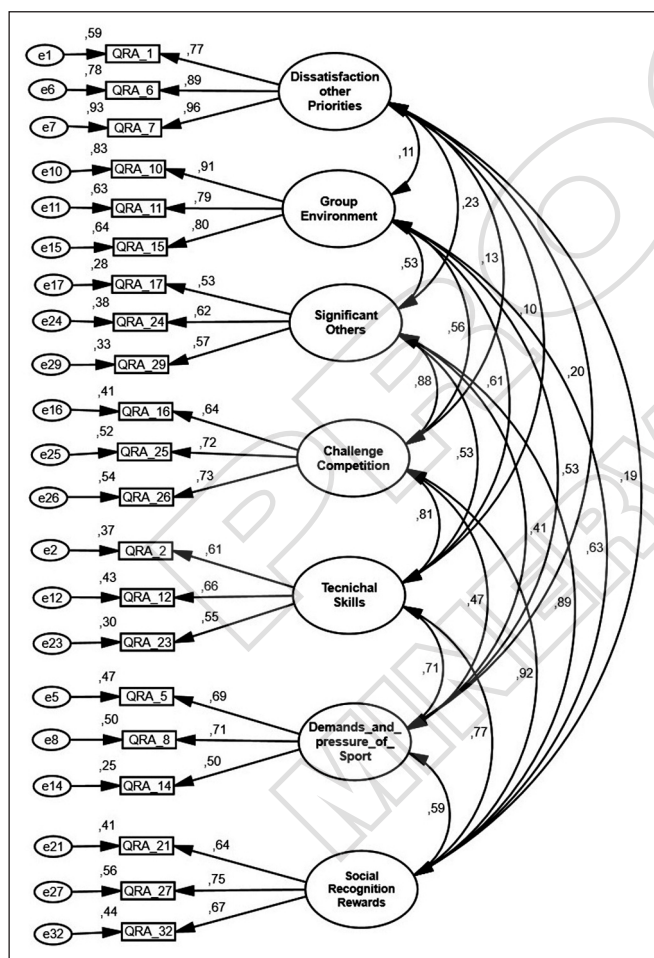 ,59
e1
QRA_1
,77
,78
e6
QRA_6
,89
,93
e7
QRA_7
,96
Dissatisfaction
other
Priorities
,11
,83
e10
QRA_10
,91
,63
e11
QRA_11
,79
,64
e15
QRA_15
,80
Group
Environment
,23
,53
,13
,28
e17
QRA_17
,53
,38
e24
QRA_24
,62
,33
e29
QRA_29
,57
Significant
Others
,56
,10
,88
,61
,20
,41
e16
QRA_16
,64
,52
e25
QRA_25
,72
,54
e26
QRA_26
,73
Challenge
Competition
,53
,53
,19
,81
,41
,63
,37
e2
QRA_2
,61
,43
e12
QRA_12
,66
,30
e23
QRA_23
,55
Tecnichal
Skills
,47
,89
,71
,92
,47
e5
QRA_5
,69
,50
e8
QRA_8
,71
,25
e14
QRA_14
,50
Demands_and_
pressure_of_
Sport
,77
,59
,41
e21
QRA_21
,64
,56
e27
QRA_27
,75
,44
e32
QRA_32
,67
Social
Recognition
Rewards